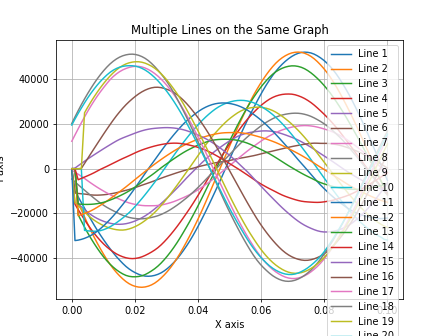 Multiple Lines on the Same Graph
40000
20000
0
−20000
−40000
0.00
0.02
0.04
0.06
0.08
X axis
Line 1
Line 2
Line 3
Line 4
Line 5
Line 6
Line 7
Line 8
Line 9
Line 10
Line 11
Line 12
Line 13
Line 14
Line 15
Line 16
Line 17
Line 18
Line 19
Line 20